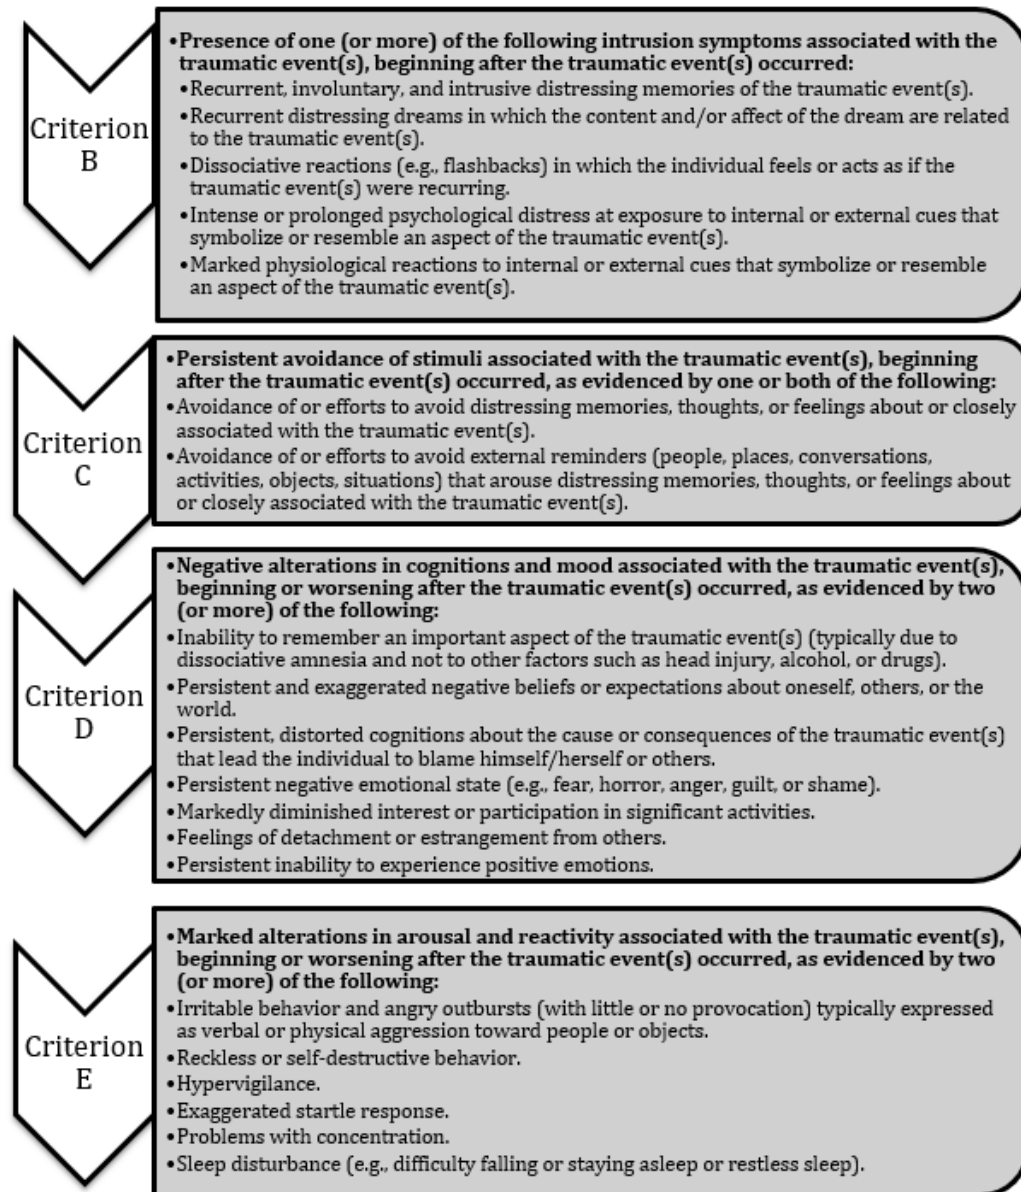 Criterion
B
•Presence of one (or more) of the following intrusion symptoms associated with the
traumatic event(s), beginning after the traumatic event(s) occurred:
•Recurrent, involuntary, and intrusive distressing memories of the traumatic event(s).
•Recurrent distressing dreams in which the content and/or affect of the dream are related
to the traumatic event(s).
•Dissociative reactions (e.g., flashbacks) in which the individual feels or acts as if the
traumatic event(s) were recurring.
•Intense or prolonged psychological distress at exposure to internal or external cues that
symbolize or resemble an aspect of the traumatic event(s).
•Marked physiological reactions to internal or external cues that symbolize or resemble
an aspect of the traumatic event(s).
Criterion
C
•Persistent avoidance of stimuli associated with the traumatic event(s), beginning
after the traumatic event(s) occurred, as evidenced by one or both of the following:
•Avoidance of or efforts to avoid distressing memories, thoughts, or feelings about or closely
associated with the traumatic event(s).
•Avoidance of or efforts to avoid external reminders (people, places, conversations,
activities, objects, situations) that arouse distressing memories, thoughts, or feelings about
or closely associated with the traumatic event(s).
Criterion
D
•Negative alterations in cognitions and mood associated with the traumatic event(s),
beginning or worsening after the traumatic event(s) occurred, as evidenced by two
(or more) of the following:
•Inability to remember an important aspect of the traumatic event(s) (typically due to
dissociative amnesia and not to other factors such as head injury, alcohol, or drugs).
•Persistent and exaggerated negative beliefs or expectations about oneself, others, or the
world.
•Persistent, distorted cognitions about the cause or consequences of the traumatic event(s)
that lead the individual to blame himself/herself or others.
•Persistent negative emotional state (e.g., fear, horror, anger, guilt, or shame).
•Markedly diminished interest or participation in significant activities.
•Feelings of detachment or estrangement from others.
•Persistent inability to experience positive emotions.
Criterion
E
•Marked alterations in arousal and reactivity associated with the traumatic event(s),
beginning or worsening after the traumatic event(s) occurred, as evidenced by two
(or more) of the following:
•Irritable behavior and angry outbursts (with little or no provocation) typically expressed
as verbal or physical aggression toward people or objects.
•Reckless or self-destructive behavior.
•Hypervigilance.
•Exaggerated startle response.
•Problems with concentration.
•Sleep disturbance (e.g., difficulty falling or staying asleep or restless sleep).